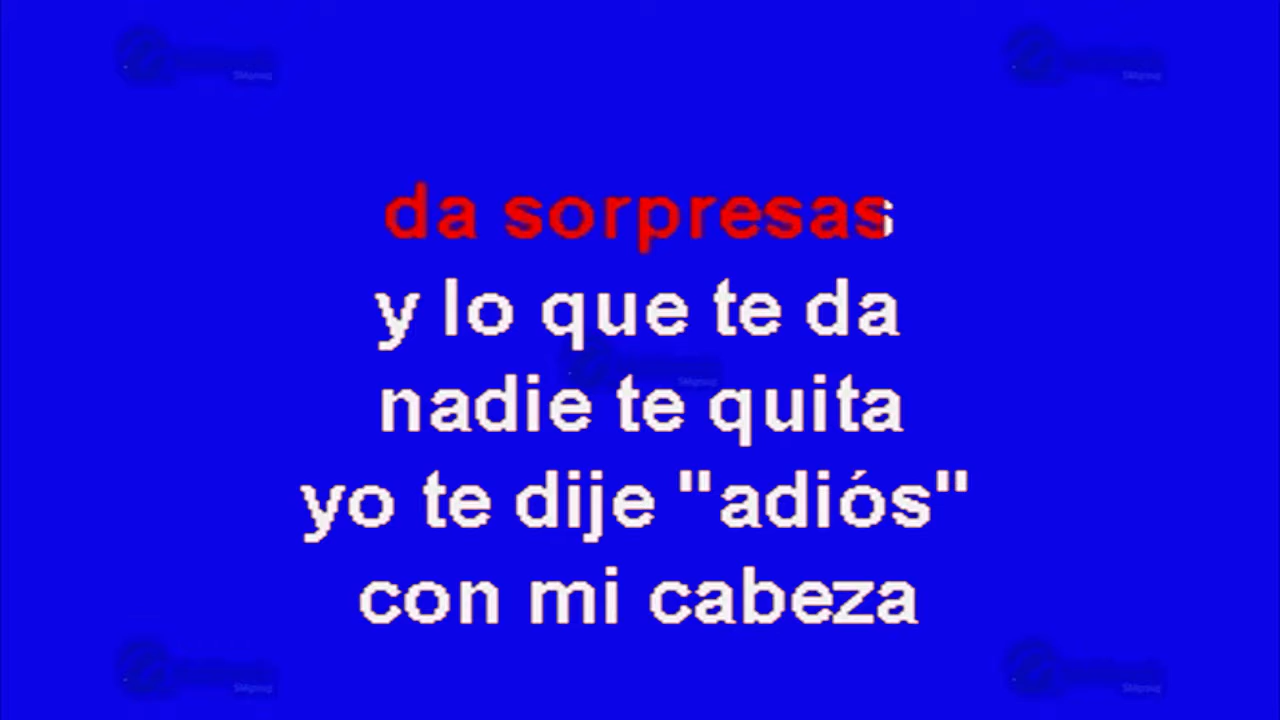 da sorpresas
y lo que te da
nadie te quita
yo te dije "adiós"
con mi cabeza